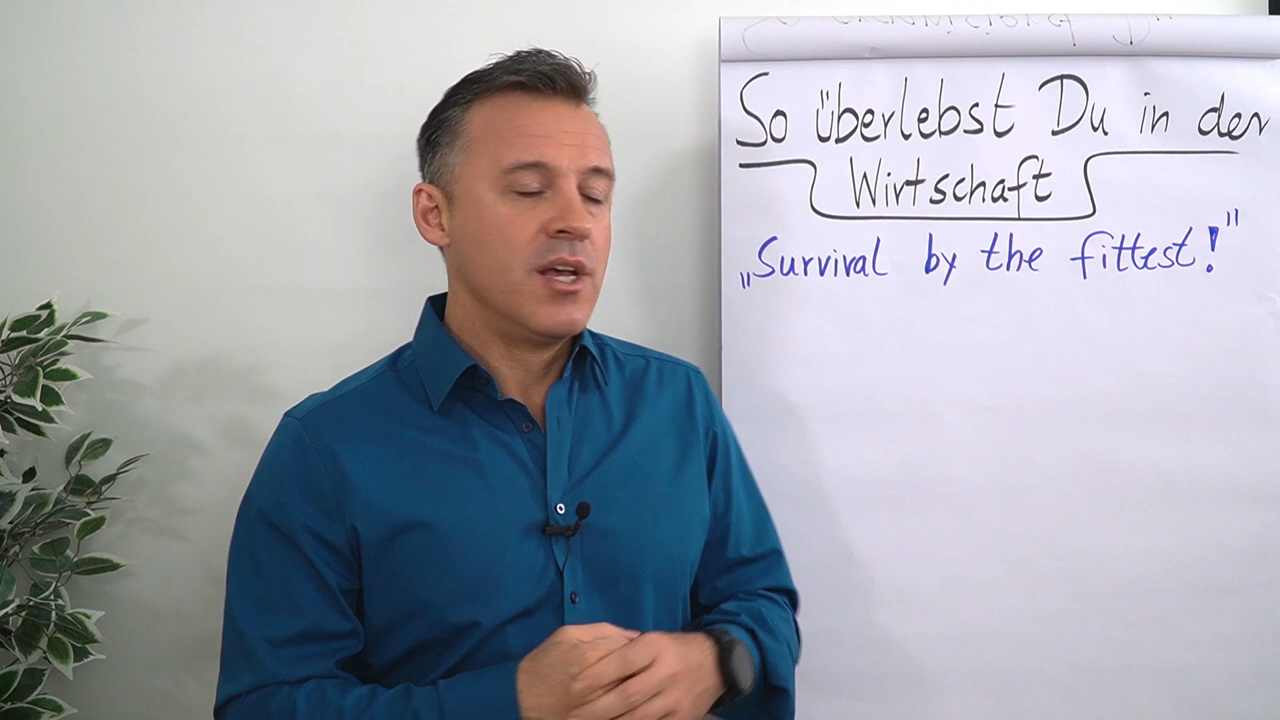 So überlebst Du in der
Wirtschaft
„Survival by the fittest!"